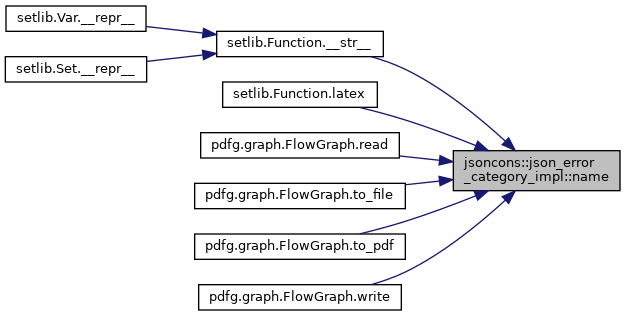 setlib.Var.__repr__
setlib.Set.__repr__
setlib.Function.__str__
setlib.Function.latex
pdfg.graph.FlowGraph.read
pdfg.graph.FlowGraph.to_file
pdfg.graph.FlowGraph.to_pdf
pdfg.graph.FlowGraph.write
jsoncons::json_error
_category_impl::name